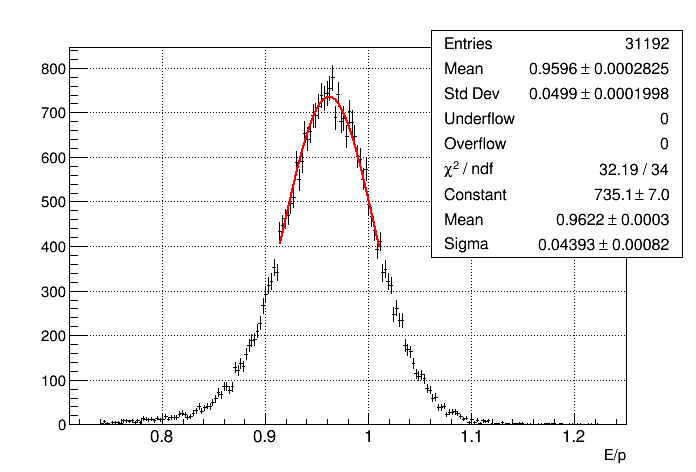 Entries 31192
Mean 0.9596 ± 0.0002825
Std Dev 0.0499 ± 0.0001998
Underflow 0
Overflow 0
χ² / ndf 32.19 / 34
Constant 735.1 ± 7.0
Mean 0.9622 ± 0.0003
Sigma 0.04393 ± 0.00082
800
700
600
500
400
300
200
100
0
0.8 0.9 1 1.1 1.2
E/p